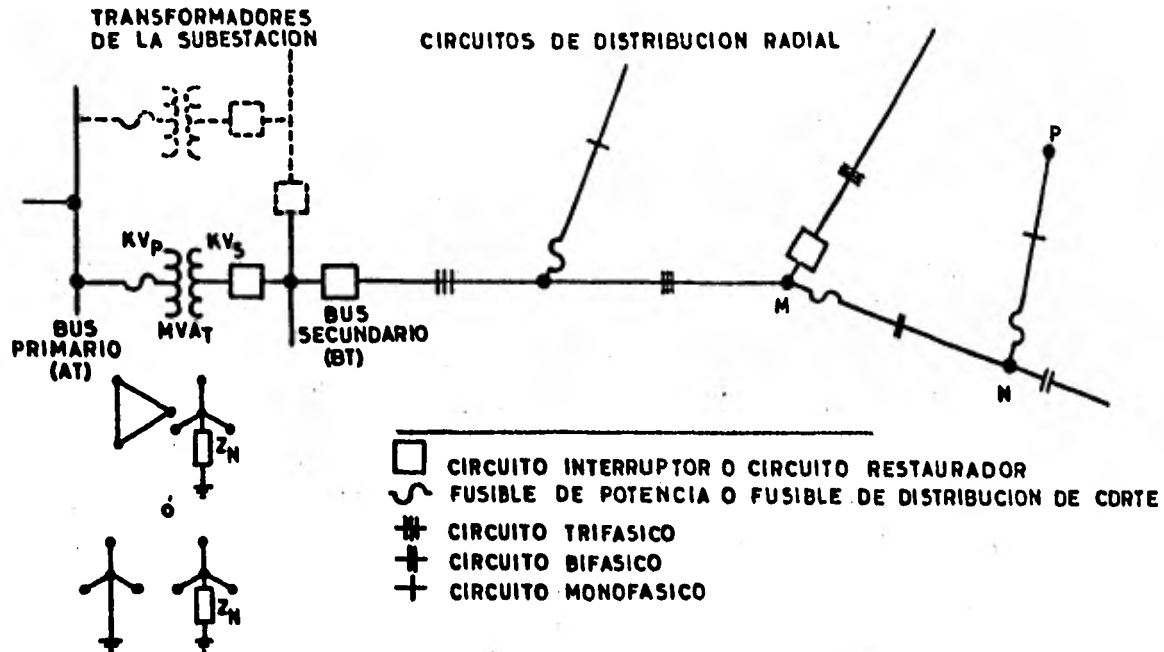 TRANSFORMADORES
DE LA SUBESTACION
CIRCUITOS DE DISTRIBUCION RADIAL
P
KVP
KVS
M
BUS
PRIMARIO
(AT)
MVAT
BUS
SECUNDARIO
(BT)
N
ZN
ó
ZN
CIRCUITO INTERRUPTOR O CIRCUITO RESTAURADOR
FUSIBLE DE POTENCIA O FUSIBLE DE DISTRIBUCION DE CORTE
CIRCUITO TRIFASICO
CIRCUITO BIFASICO
CIRCUITO MONOFASICO